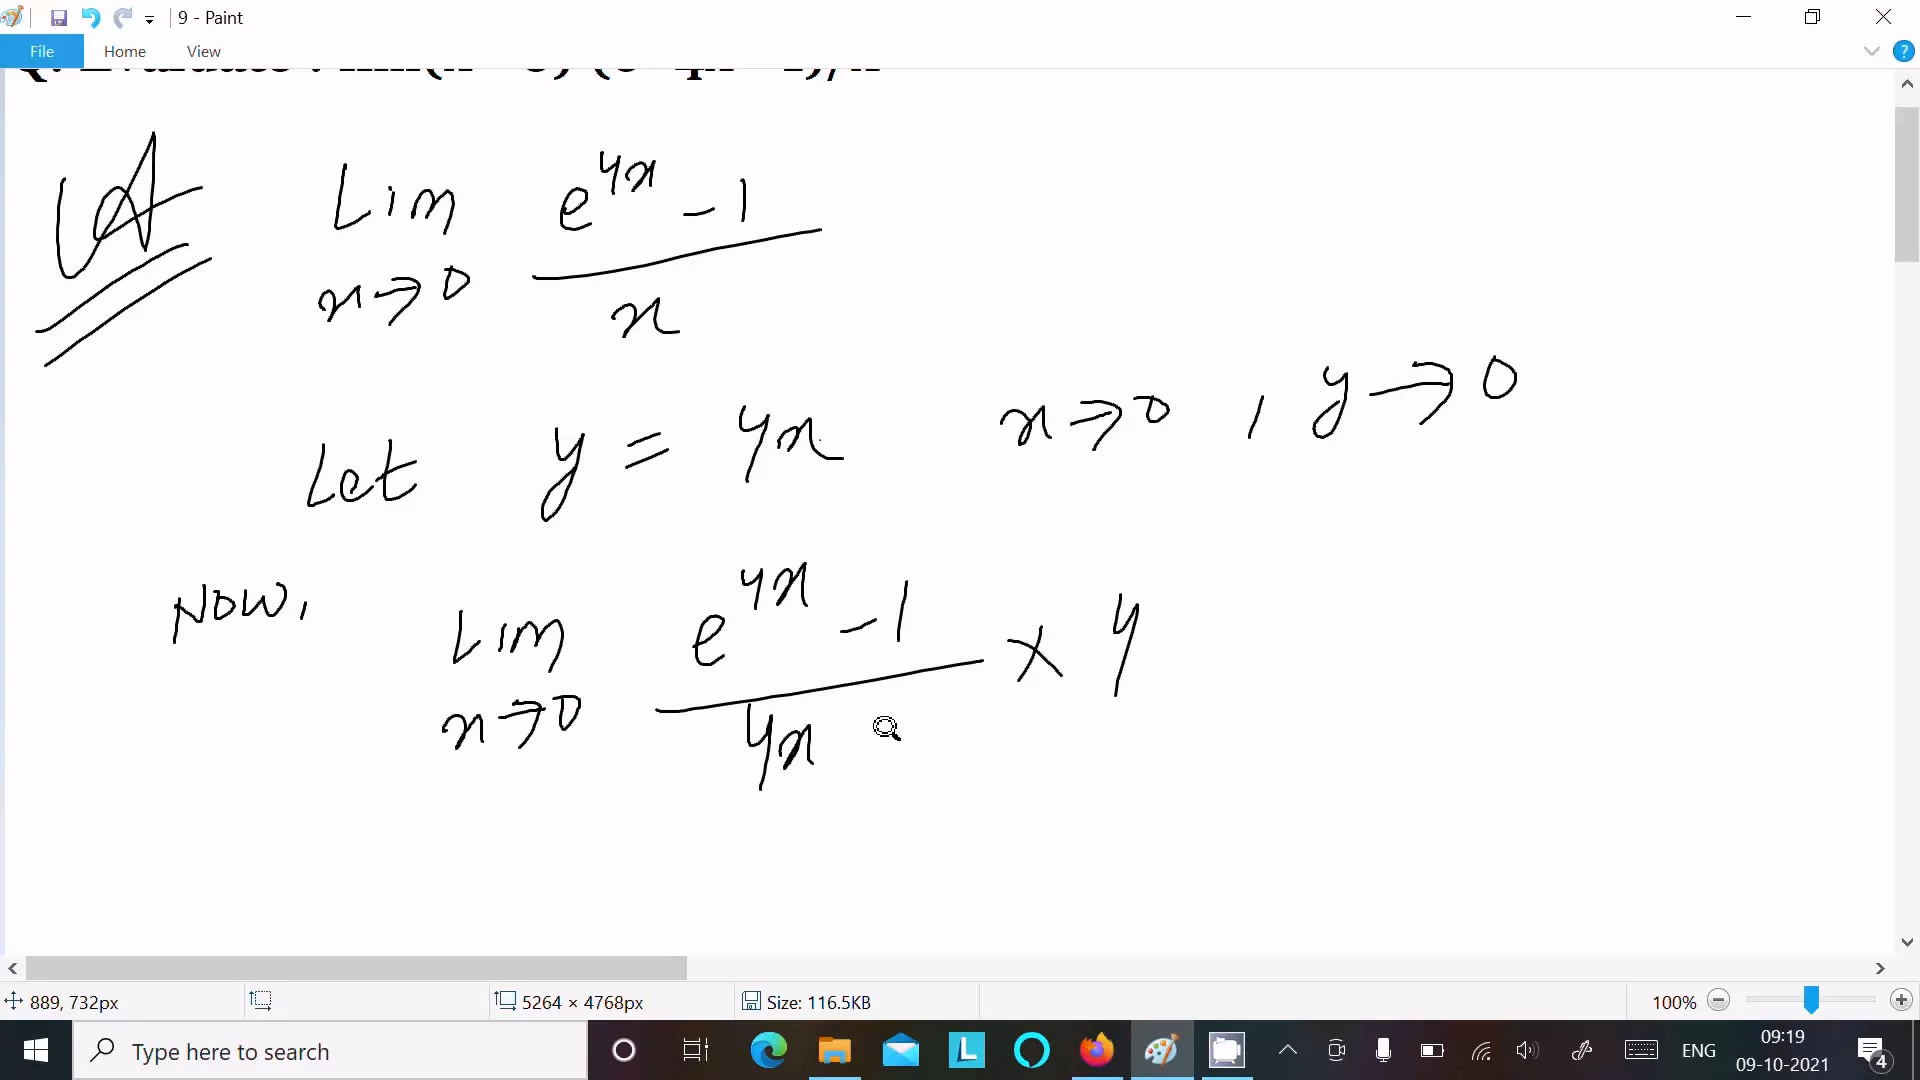 9 - Paint
File Home View
Lim e^4x - 1
x→0 x
Let y = 4x x→0 , y→0
Now, Lim e^4x - 1 × 4
x→0 4x
889, 732px 5264 × 4768px Size: 116.5KB 100%
Type here to search
L
ENG
09:19
09-10-2021
4